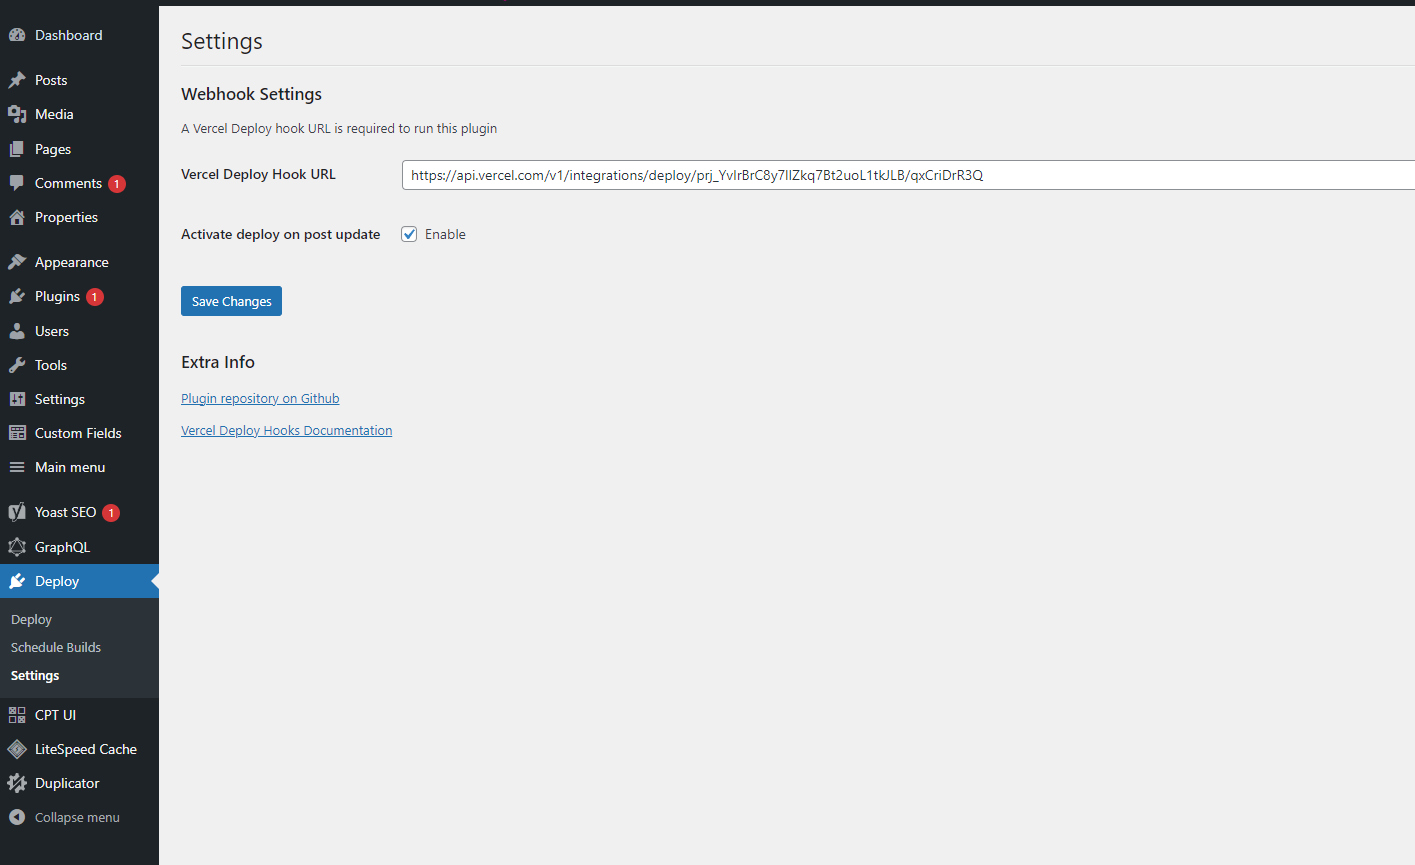 Dashboard
Posts
Media
Pages
Comments 1
Properties
Appearance
Plugins 1
Users
Tools
Settings
Custom Fields
Main menu
Yoast SEO 1
GraphQL
Deploy
Deploy
Schedule Builds
Settings
CPT UI
LiteSpeed Cache
Duplicator
Collapse menu
Settings
Webhook Settings
A Vercel Deploy hook URL is required to run this plugin
Vercel Deploy Hook URL
https://api.vercel.com/v1/integrations/deploy/prj_YvIrBrC8y7IlZkq7Bt2uoL1tkJLB/qxCriDrR3Q
Activate deploy on post update
Enable
Save Changes
Extra Info
Plugin repository on Github
Vercel Deploy Hooks Documentation